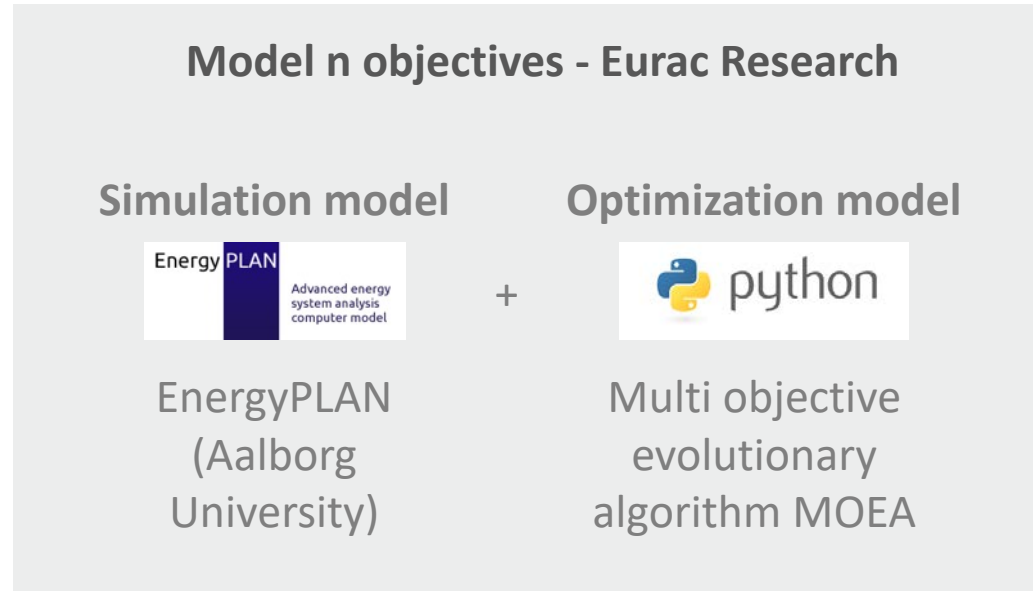 Model n objectives - Eurac Research
Simulation model
Energy PLAN
Advanced energy
system analysis
computer model
EnergyPLAN
(Aalborg
University)
+
Optimization model
python
Multi objective
evolutionary
algorithm MOEA